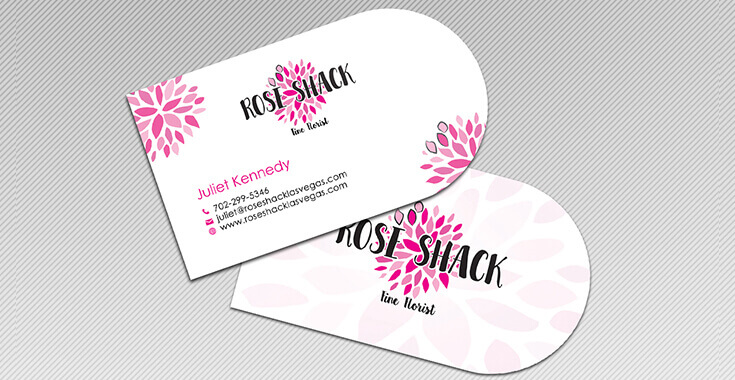 ROSE SHACK
Fine Florist
Juliet Kennedy
702-299-5346
juliet@roseshacklasvegas.com
www.roseshacklasvegas.com
ROSE SHACK
Fine Florist